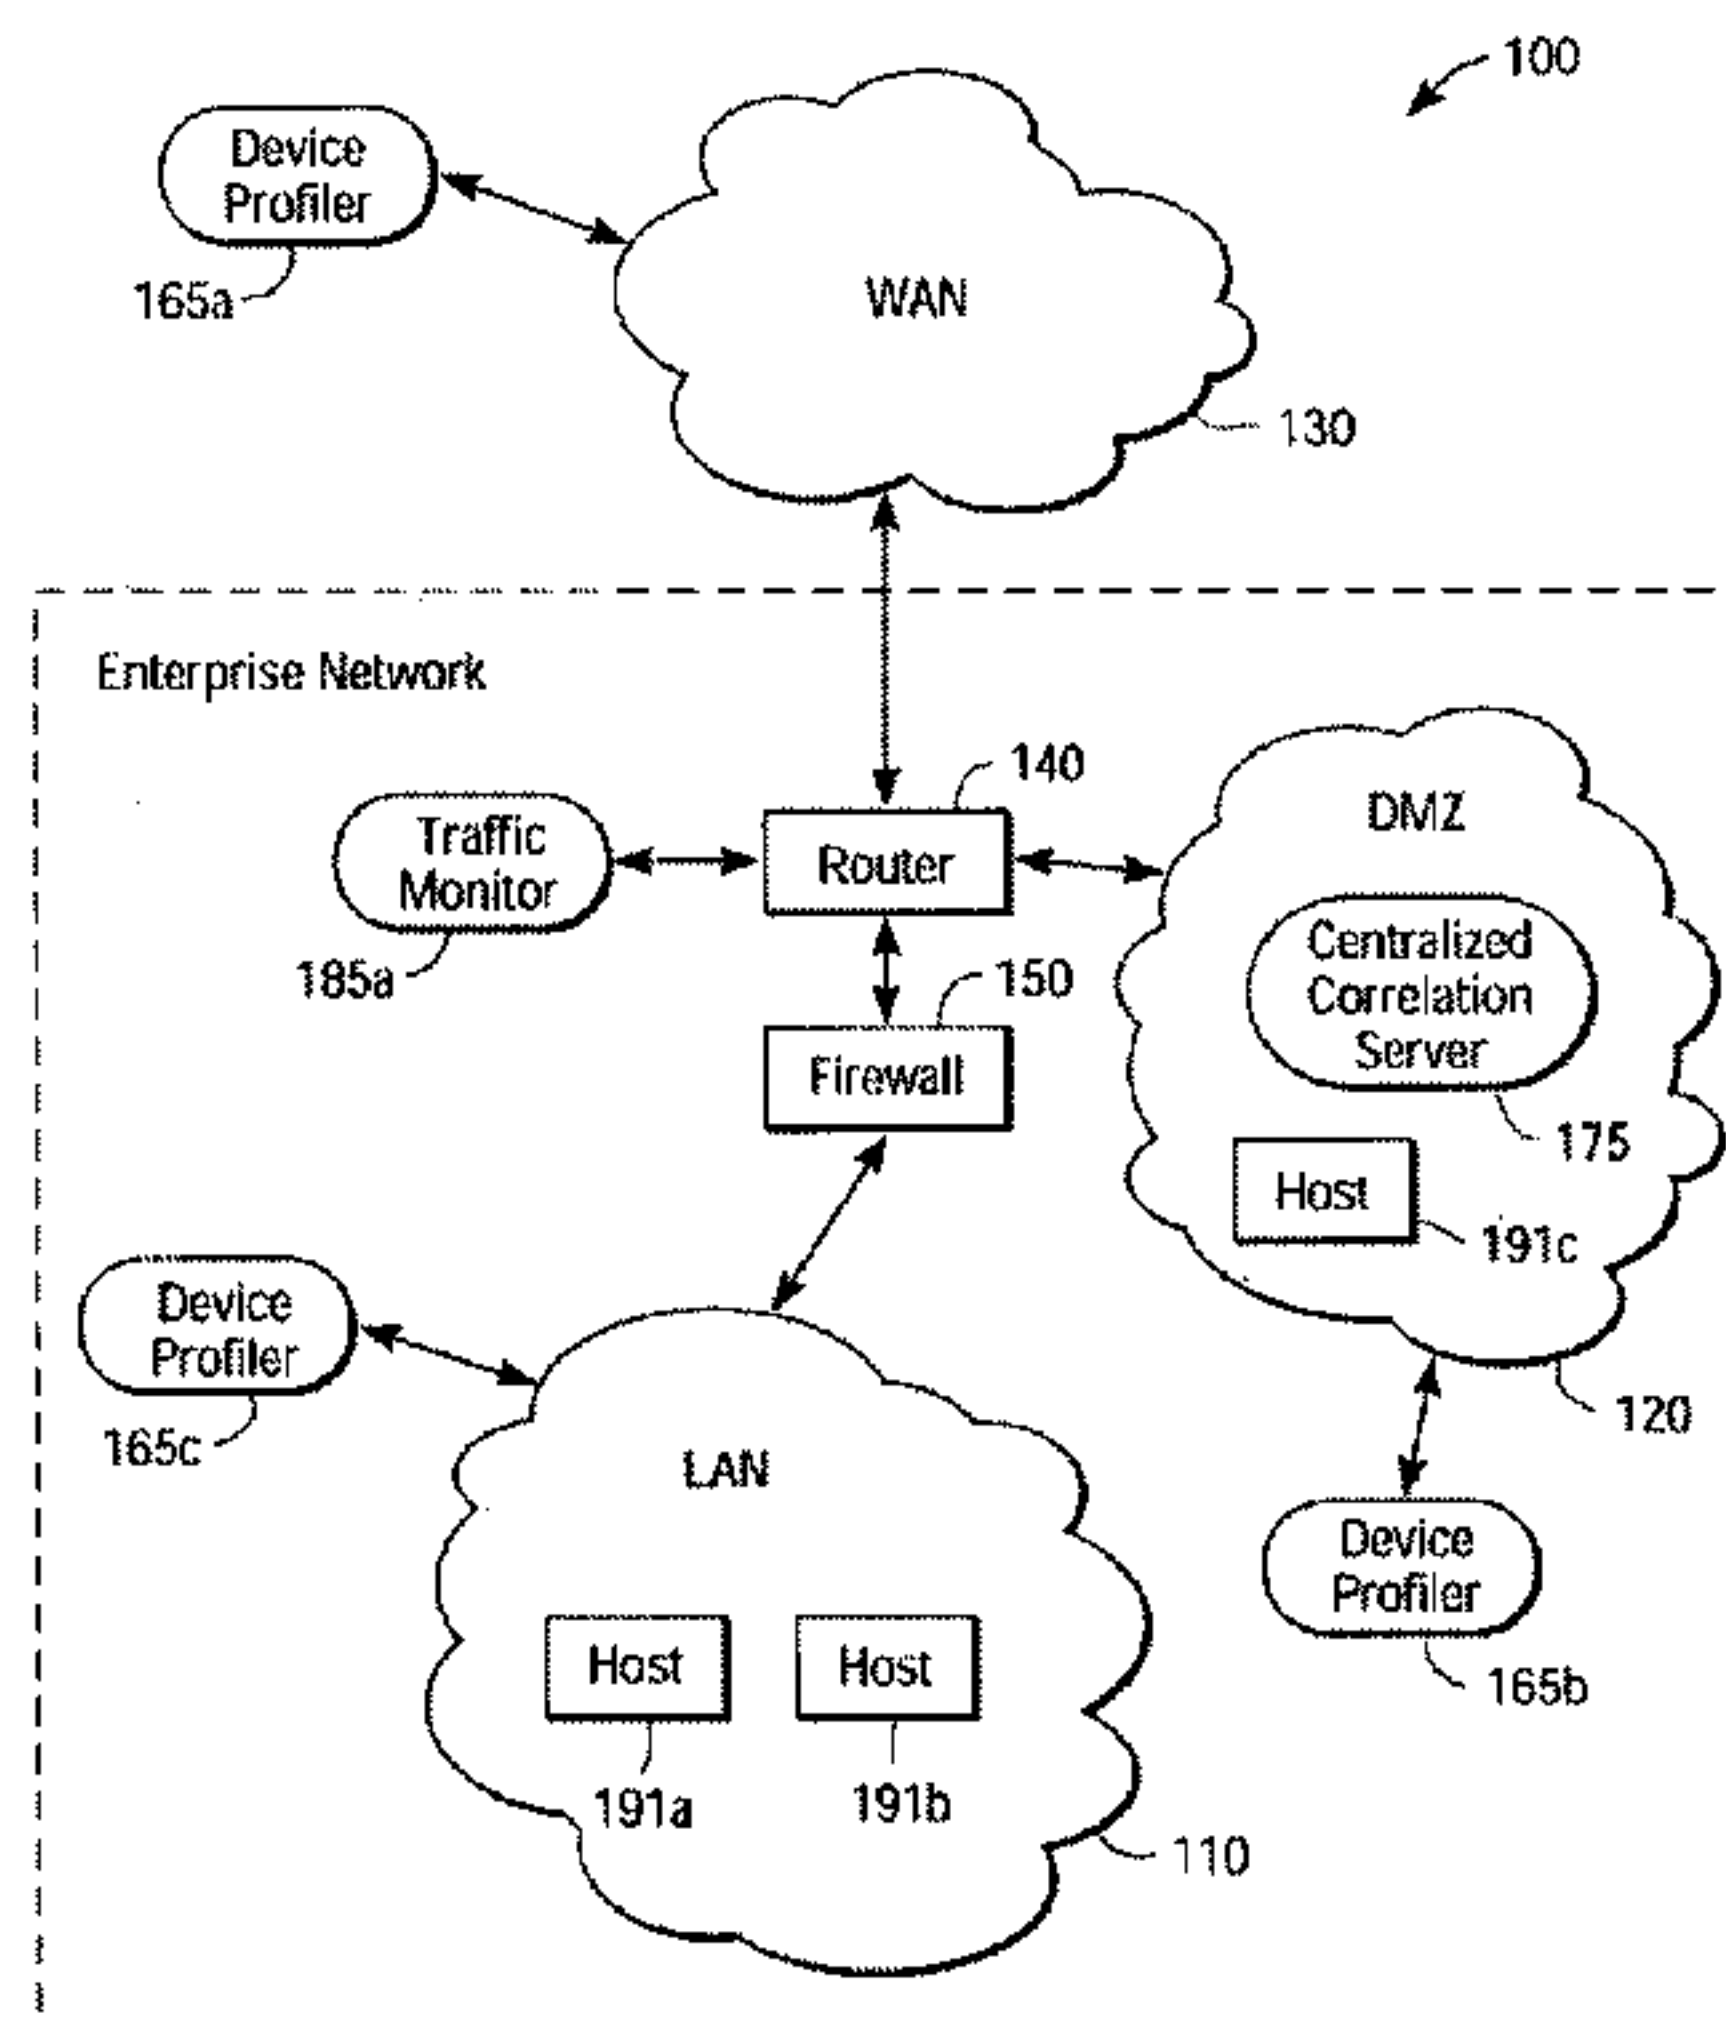 100
Device
Profiler
165a
WAN
130
Enterprise Network
140
Traffic
Monitor
185a
Router
DMZ
Centralized
Correlation
Server
175
150
Firewall
Host
191c
120
Device
Profiler
165c
LAN
Host
191a
Host
191b
110
Device
Profiler
165b